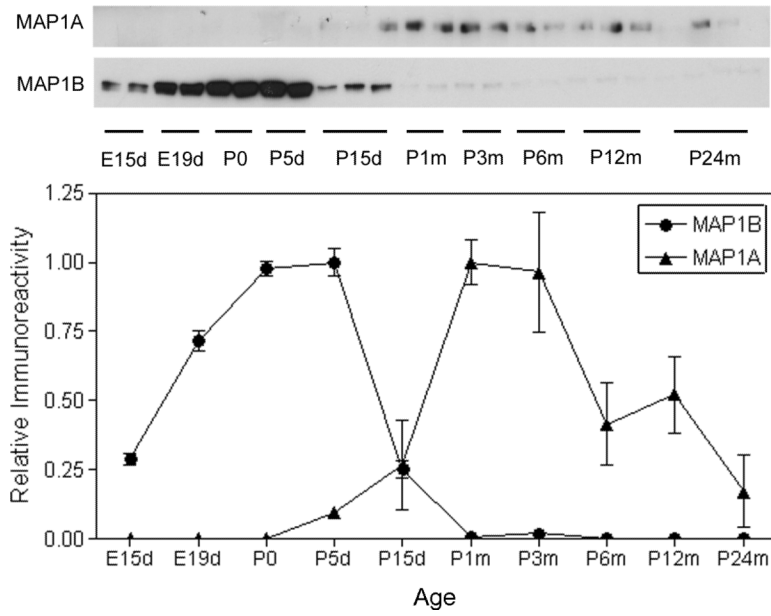 MAP1A
MAP1B
E15d E19d P0 P5d P15d P1m P3m P6m P12m P24m
1.25
1.00
0.75
0.50
0.25
0.00
Relative Immunoreactivity
MAP1B
MAP1A
E15d E19d P0 P5d P15d P1m P3m P6m P12m P24m
Age